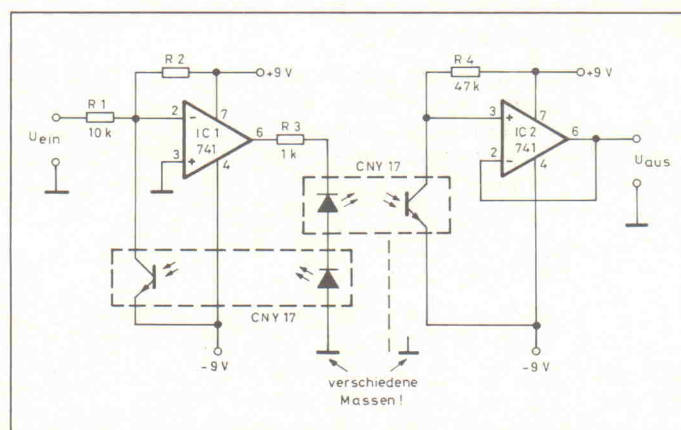 R 2
+9 V
R 4
47 k
+9 V
R 1
10 k
2
-
7
IC 1
741
6
3
+
4
R 3
1 k
3
+
7
IC 2
741
6
2
-
4
Uein
Uaus
CNY 17
CNY 17
-9 V
-9 V
verschiedene
Massen !